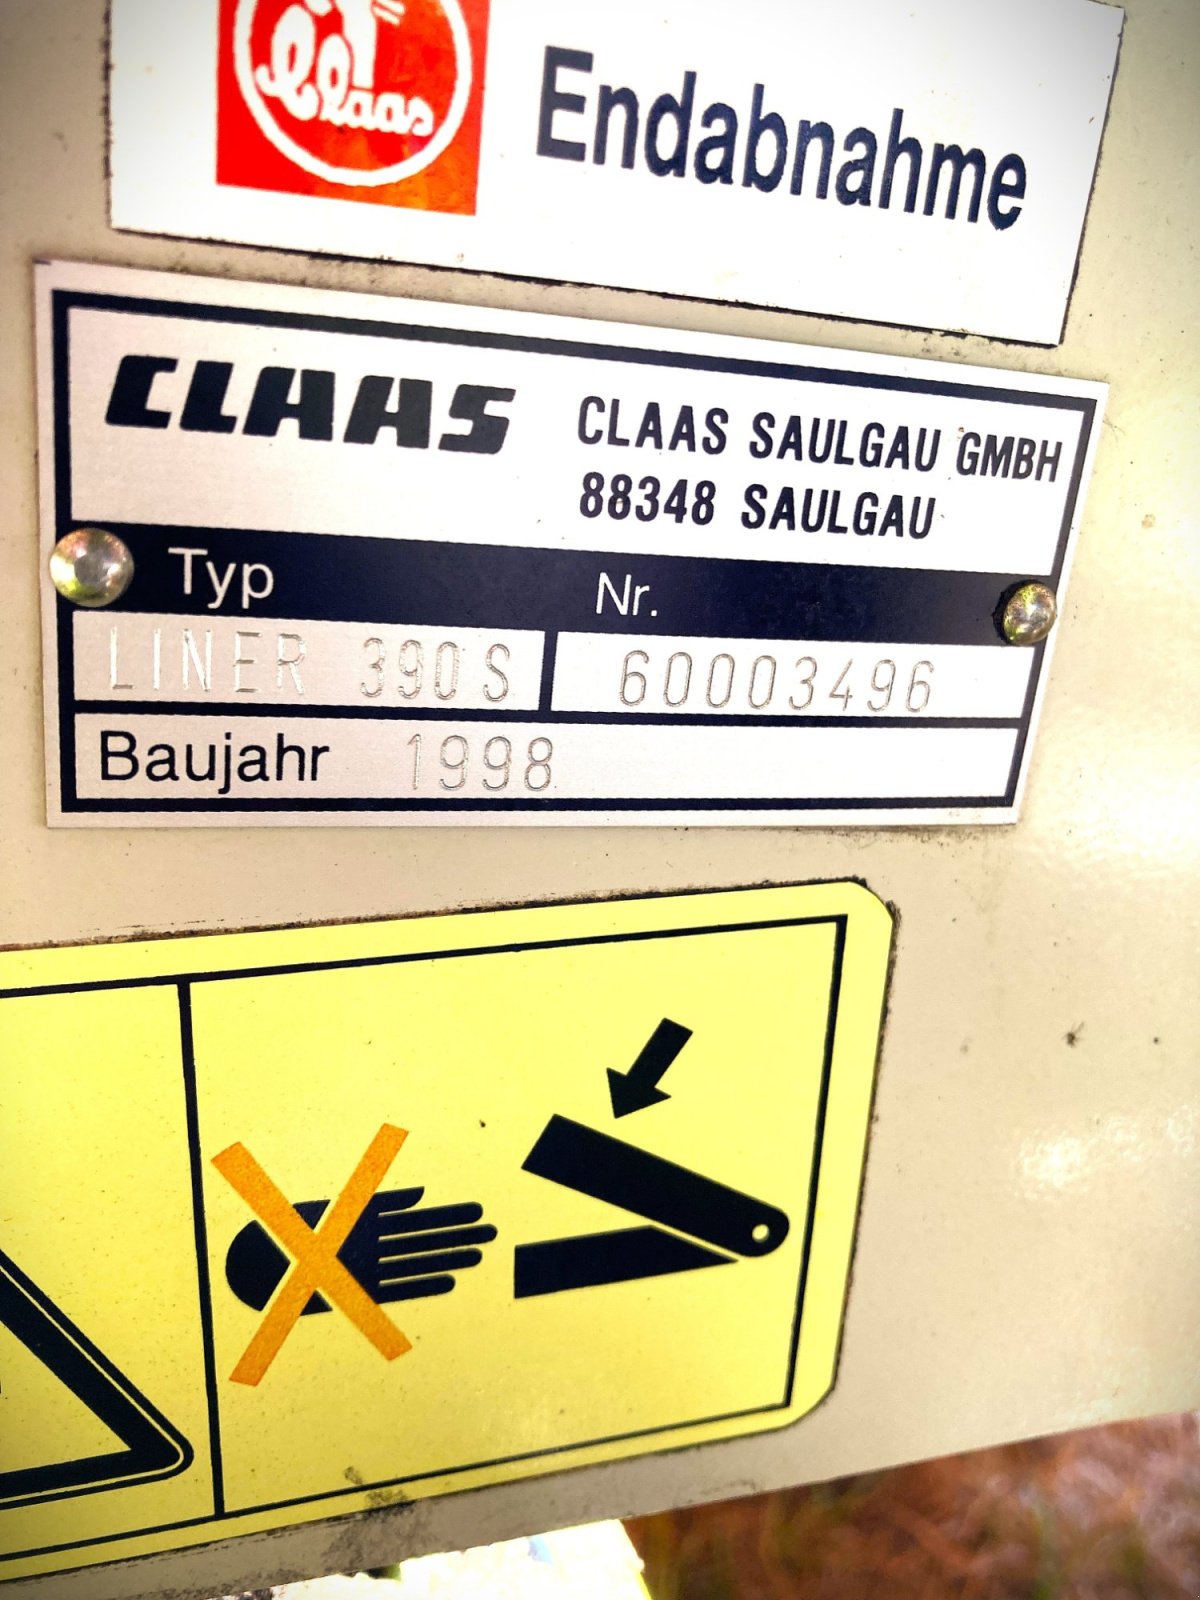 Claas
Endabnahme
CLAAS
CLAAS SAULGAU GMBH
88348 SAULGAU
Typ
Nr.
LINER 390 S
60003496
Baujahr 1998